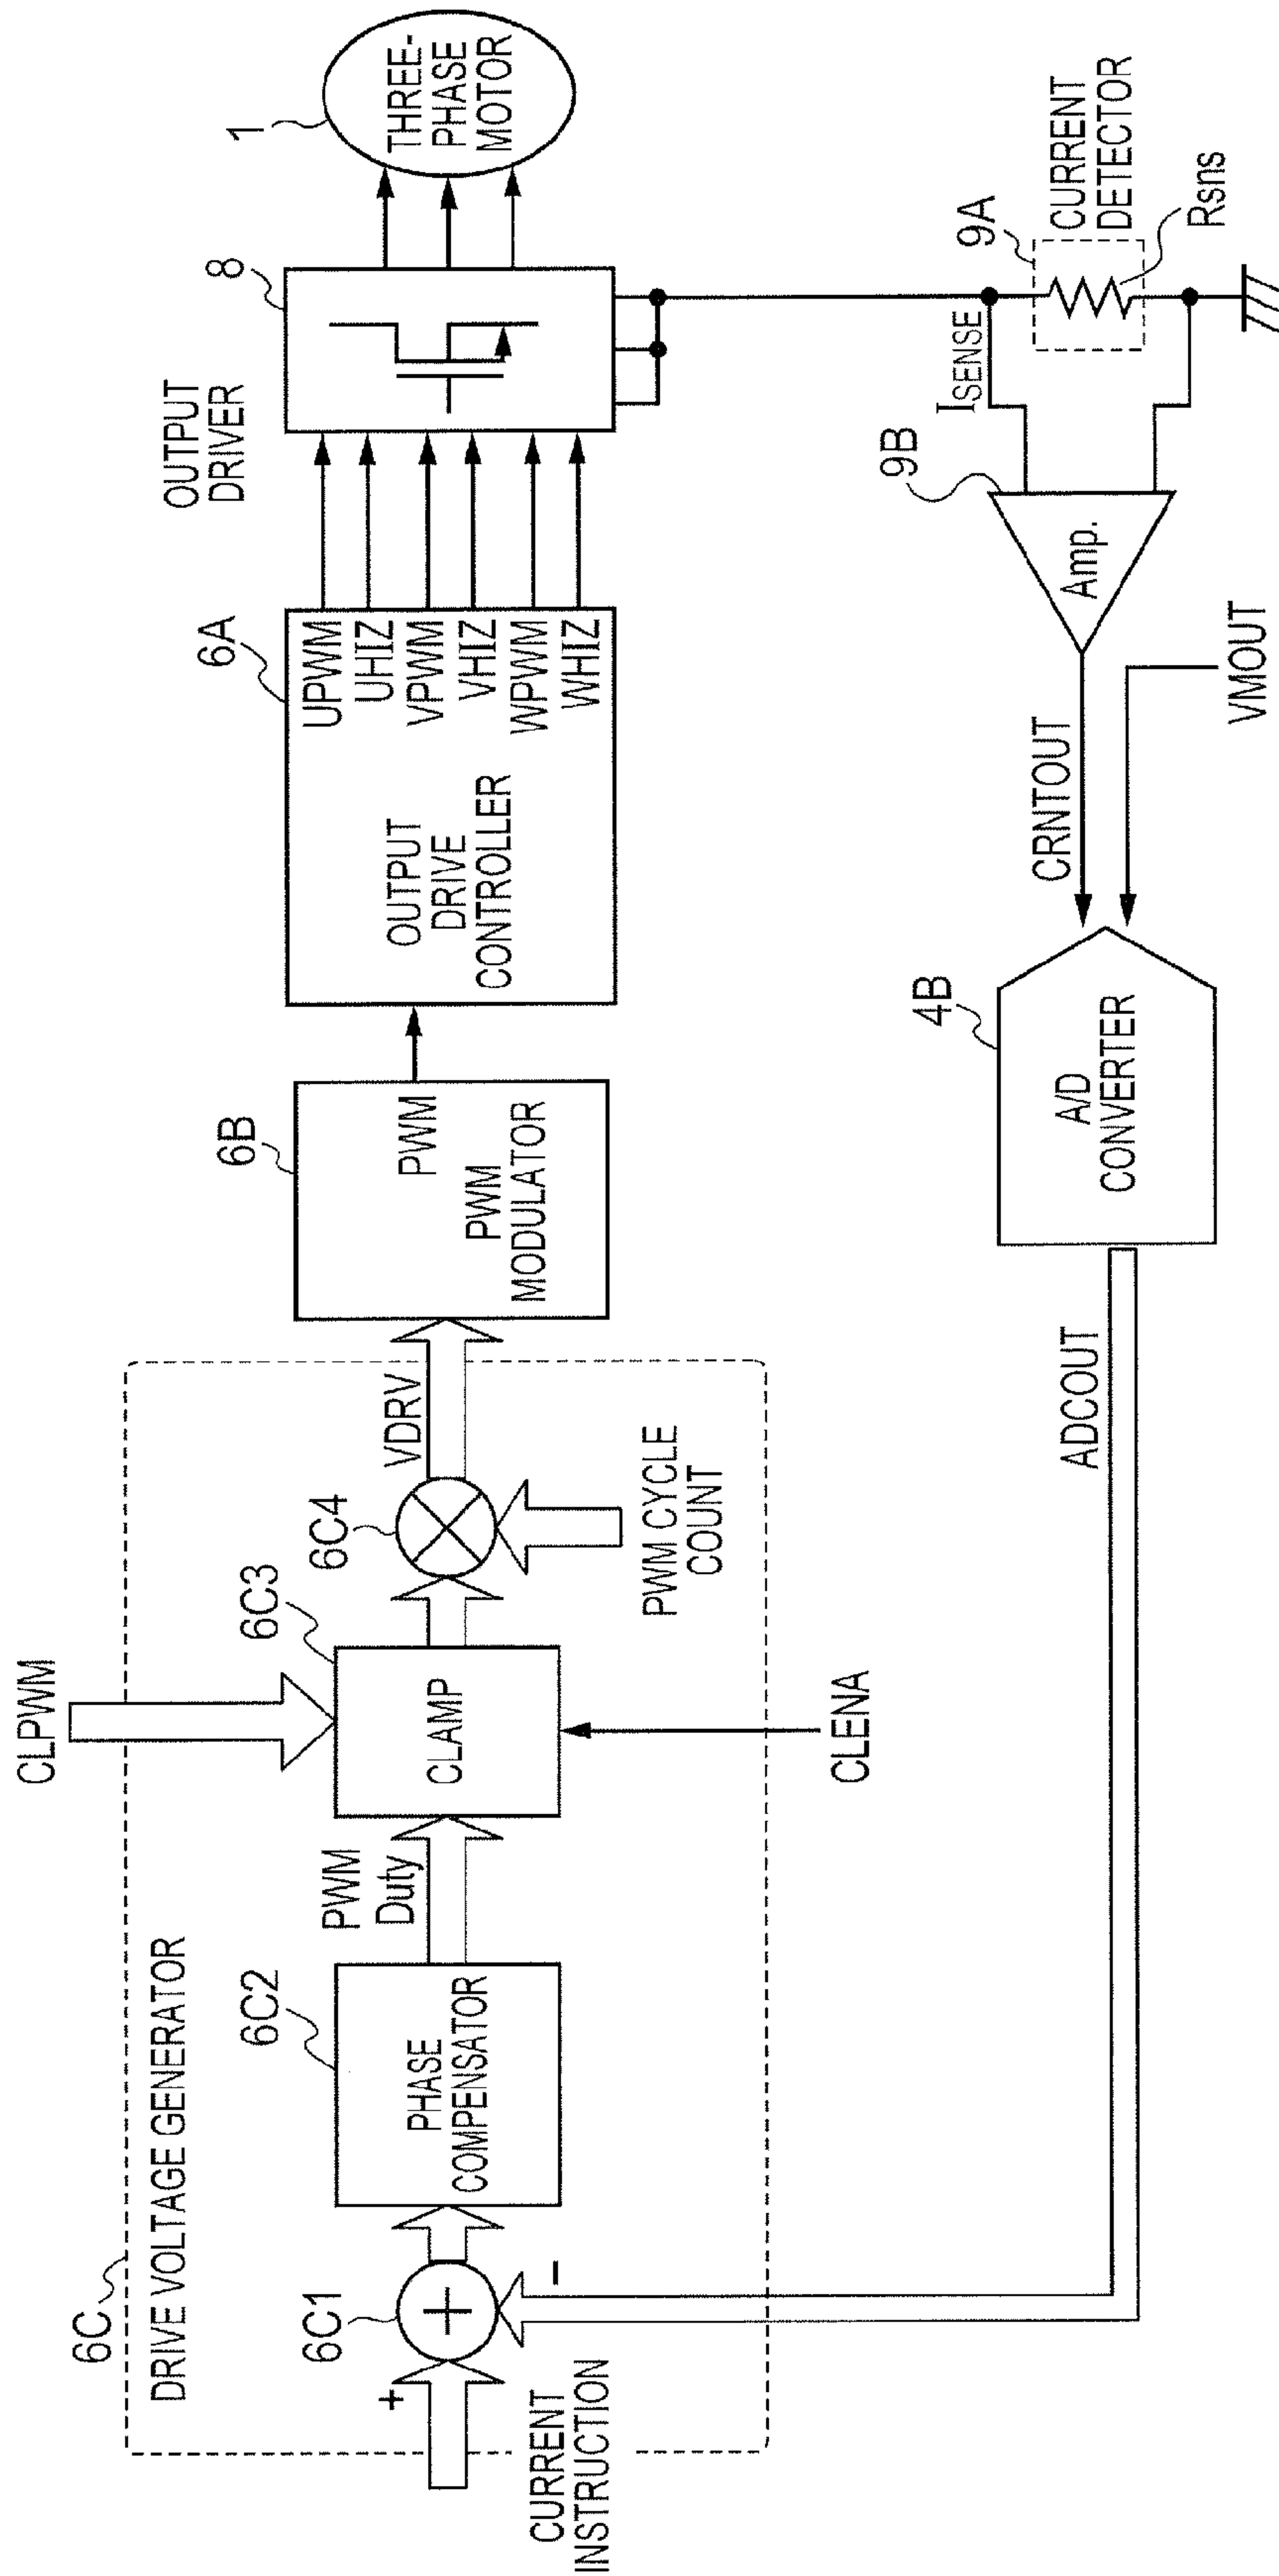 6C
DRIVE VOLTAGE GENERATOR
CURRENT
INSTRUCTION
+
6C1
+
−
6C2
PHASE
COMPENSATOR
PWM
Duty
CLPWM
6C3
CLAMP
CLENA
6C4
PWM CYCLE
COUNT
VDRV
6B
PWM
PWM
MODULATOR
6A
OUTPUT
DRIVE
CONTROLLER
UPWM
UHIZ
VPWM
VHIZ
WPWM
WHIZ
OUTPUT
DRIVER
8
1
THREE-
PHASE
MOTOR
ADCOUT
4B
A/D
CONVERTER
CRNTOUT
VMOUT
9B
Amp.
ISENSE
9A
CURRENT
DETECTOR
Rsns